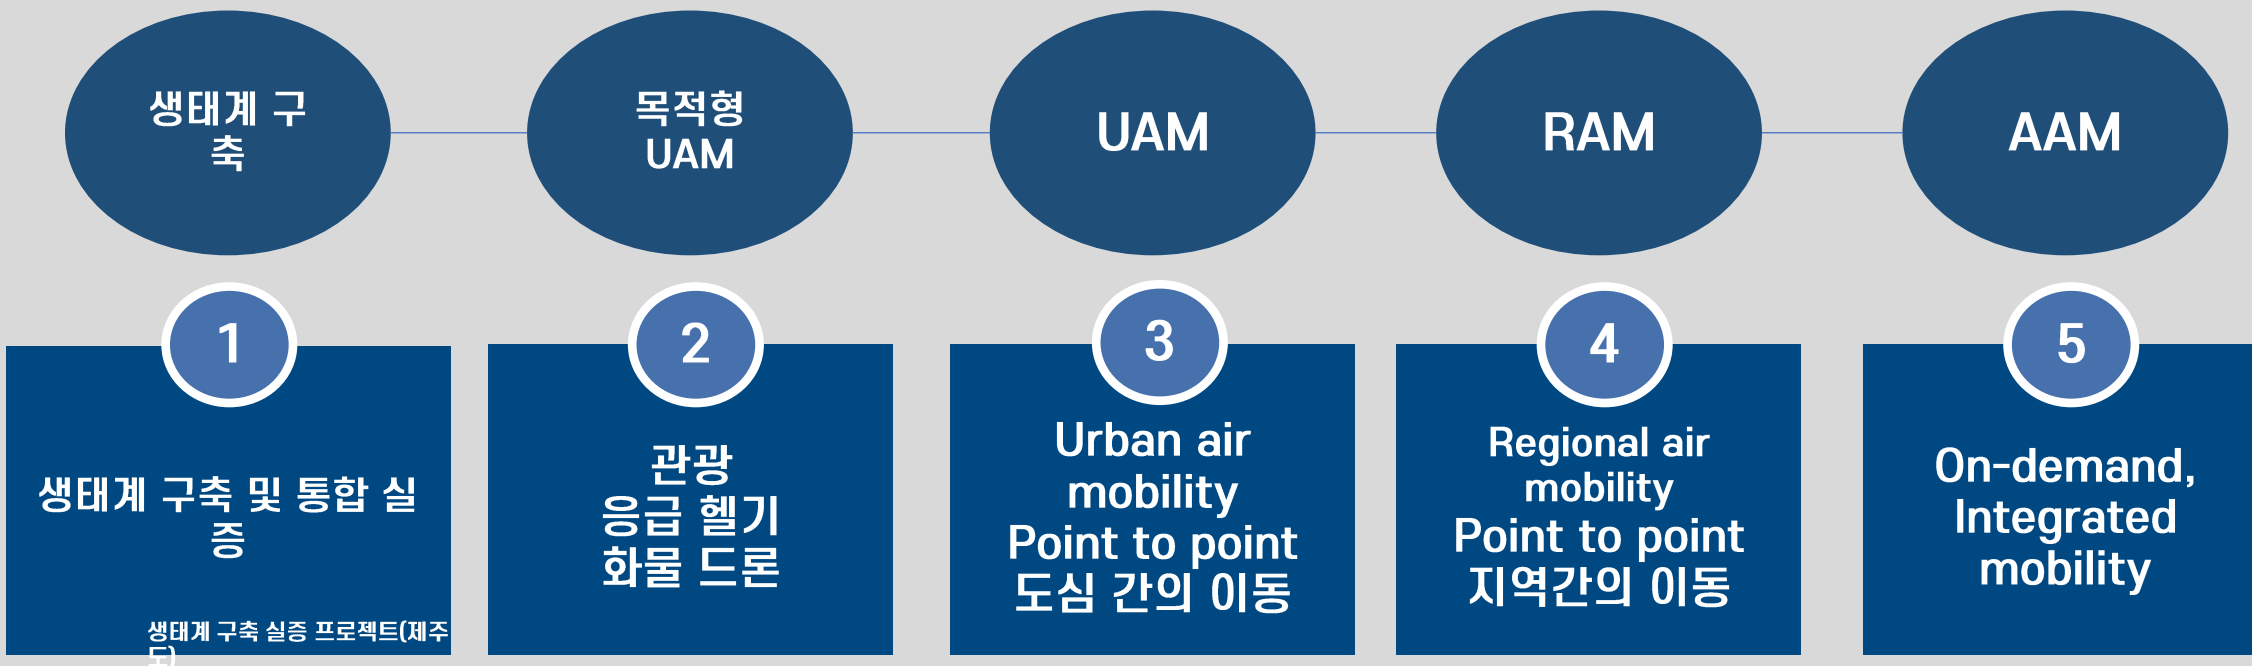 생태계 구
축
목적형
UAM
UAM
RAM
AAM
1
생태계 구축 및 통합 실
증
생태계 구축 실증 프로젝트(제주
도)
2
관광
응급 헬기
화물 드론
3
Urban air
mobility
Point to point
도심 간의 이동
4
Regional air
mobility
Point to point
지역간의 이동
5
On-demand,
Integrated
mobility